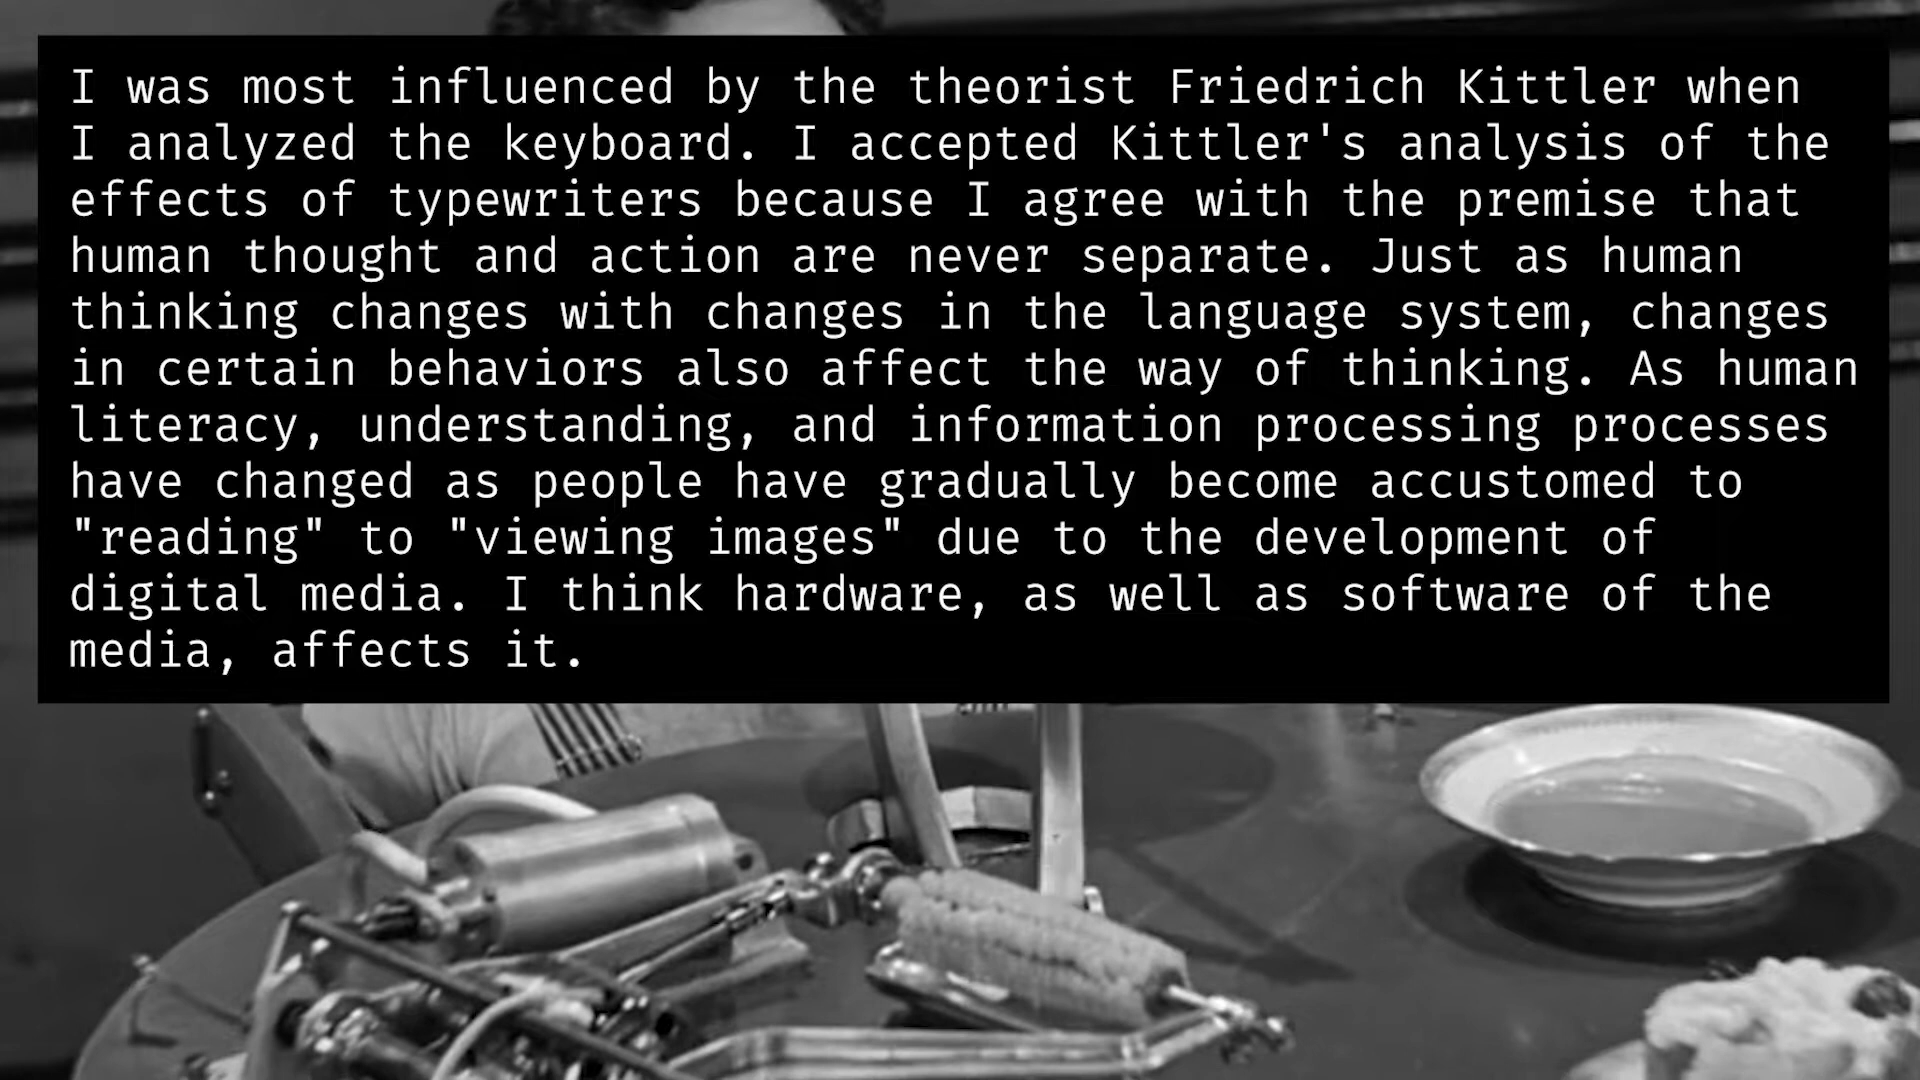 I was most influenced by the theorist Friedrich Kittler when
I analyzed the keyboard. I accepted Kittler's analysis of the
effects of typewriters because I agree with the premise that
human thought and action are never separate. Just as human
thinking changes with changes in the language system, changes
in certain behaviors also affect the way of thinking. As human
literacy, understanding, and information processing processes
have changed as people have gradually become accustomed to
"reading" to "viewing images" due to the development of
digital media. I think hardware, as well as software of the
media, affects it.